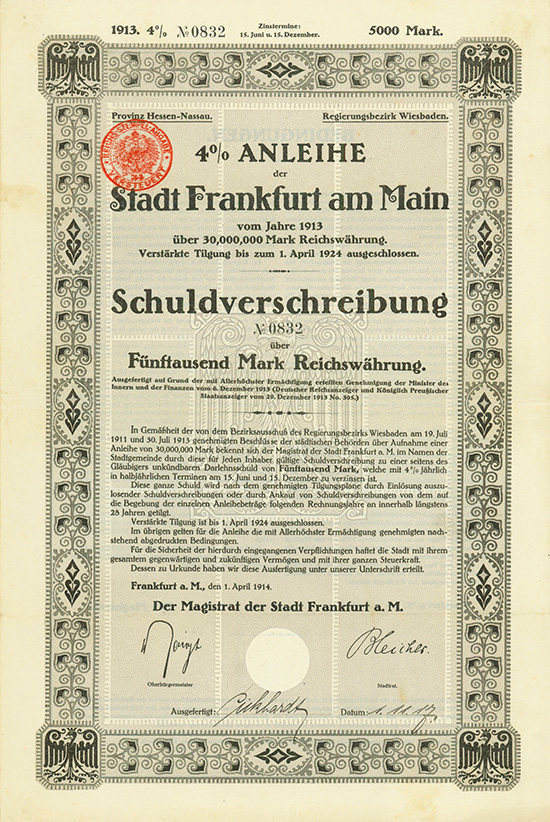 1913. 4% №0832
Zinstermine:
15. Juni u. 15. Dezember.
5000 Mark.
Provinz Hessen-Nassau.
Regierungsbezirk Wiesbaden.
REICHS-STEMPEL-ABGABE
VERSTEUERT
4% ANLEIHE
der
Stadt Frankfurt am Main
vom Jahre 1913
über 30,000,000 Mark Reichswährung.
Verstärkte Tilgung bis zum 1. April 1924 ausgeschlossen.
Schuldverschreibung
№0832
über
Fünftausend Mark Reichswährung.
Ausgefertigt auf Grund der mit Allerhöchster Ermächtigung erteilten Genehmigung der Minister des
Innern und der Finanzen vom 6. Dezember 1913 (Deutscher Reichsanzeiger und Königlich Preußischer
Staatsanzeiger vom 29. Dezember 1913 No. 305.)
In Gemäßheit der von dem Bezirksausschuß des Regierungsbezirks Wiesbaden am 19. Juli
1911 und 30. Juli 1913 genehmigten Beschlüsse der städtischen Behörden über Aufnahme einer
Anleihe von 30,000,000 Mark bekennt sich der Magistrat der Stadt Frankfurt a. M. im Namen der
Stadtgemeinde durch diese für jeden Inhaber gültige Schuldverschreibung zu einer seitens des
Gläubigers unkündbaren Darlehnsschuld von Fünftausend Mark, welche mit 4% jährlich
in halbjährlichen Terminen am 15. Juni und 15. Dezember zu verzinsen ist.
Diese ganze Schuld wird nach dem genehmigten Tilgungsplane durch Einlösung auszu-
losender Schuldverschreibungen oder durch Ankauf von Schuldverschreibungen von dem auf
die Begebung der einzelnen Anleihebeträge folgenden Rechnungsjahre an innerhalb längstens
28 Jahren getilgt.
Verstärkte Tilgung ist bis 1. April 1924 ausgeschlossen.
Im übrigen gelten für die Anleihe die mit Allerhöchster Ermächtigung genehmigten nach-
stehend abgedruckten Bedingungen.
Für die Sicherheit der hierdurch eingegangenen Verpflichtungen haftet die Stadt mit ihrem
gesamten gegenwärtigen und zukünftigen Vermögen und mit ihrer ganzen Steuerkraft.
Dessen zu Urkunde haben wir diese Ausfertigung unter unserer Unterschrift erteilt.
Frankfurt a. M., den 1. April 1914.
Der Magistrat der Stadt Frankfurt a. M.
Voigt
Bleicher
Oberbürgermeister
Stadtrat.
Ausgefertigt:
Datum: 1. 11. 17.